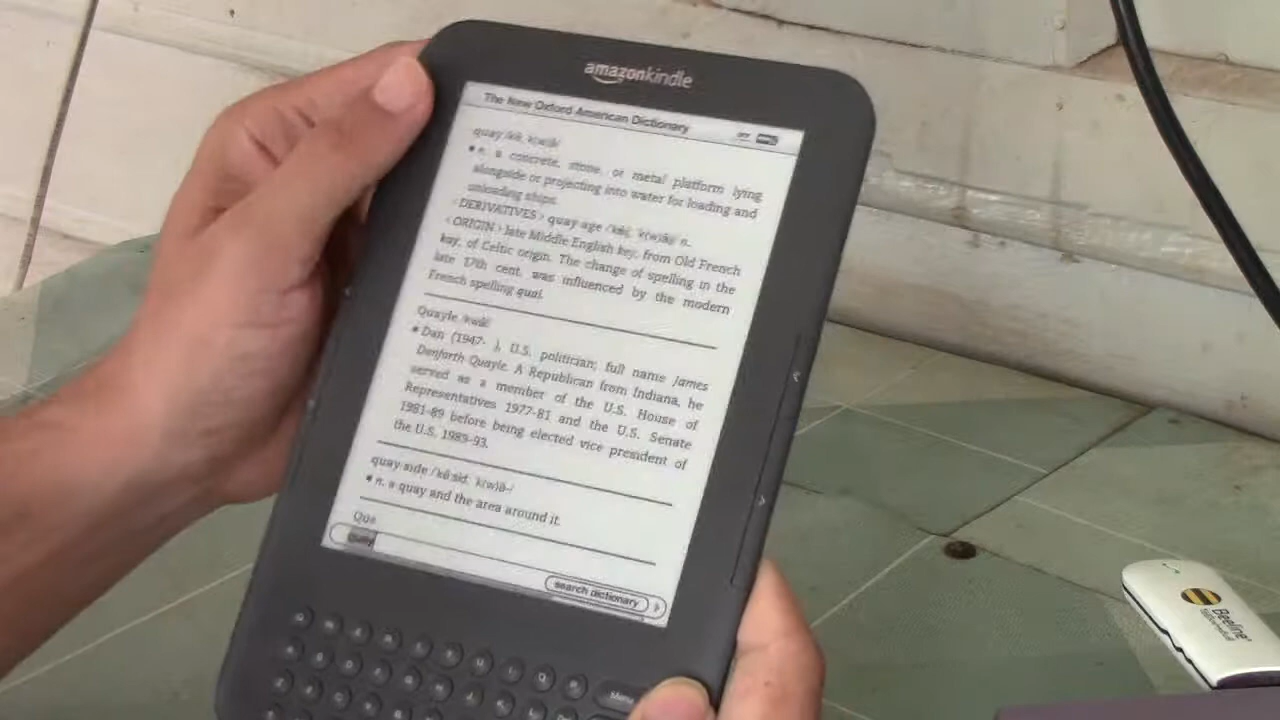 amazonkindle
The New Oxford American Dictionary
quay
• n. a concrete, stone, or metal platform lying
alongside or projecting into water for loading and
unloading ships.
‹ DERIVATIVES › quay age n.
‹ ORIGIN › late Middle English key, from Old French
kay, of Celtic origin. The change of spelling in the
late 17th cent. was influenced by the modern
French spelling quai.
Quayle
• Dan (1947- ), U.S. politician; full name James
Danforth Quayle. A Republican from Indiana, he
served as a member of the U.S. House of
Representatives 1977-81 and the U.S. Senate
1981-89 before being elected vice president of
the U.S. 1989-93.
quay side
• n. a quay and the area around it.
Que
quay
search dictionary
Menu
Beeline